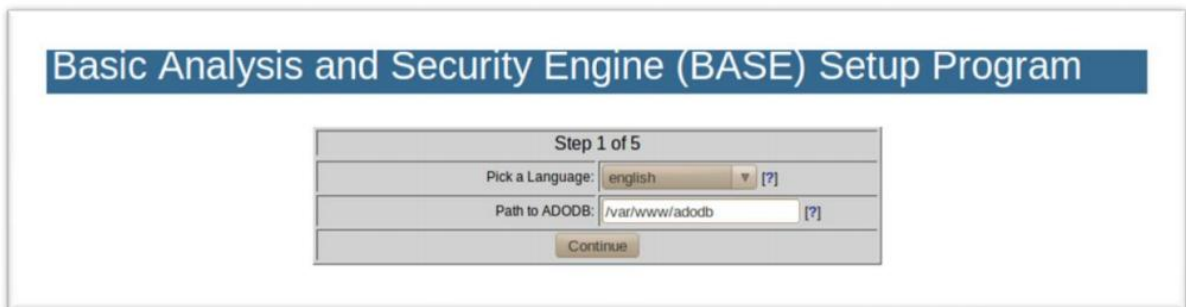 Basic Analysis and Security Engine (BASE) Setup Program
Step 1 of 5
Pick a Language: english [?]
Path to ADODB: /var/www/adodb [?]
Continue